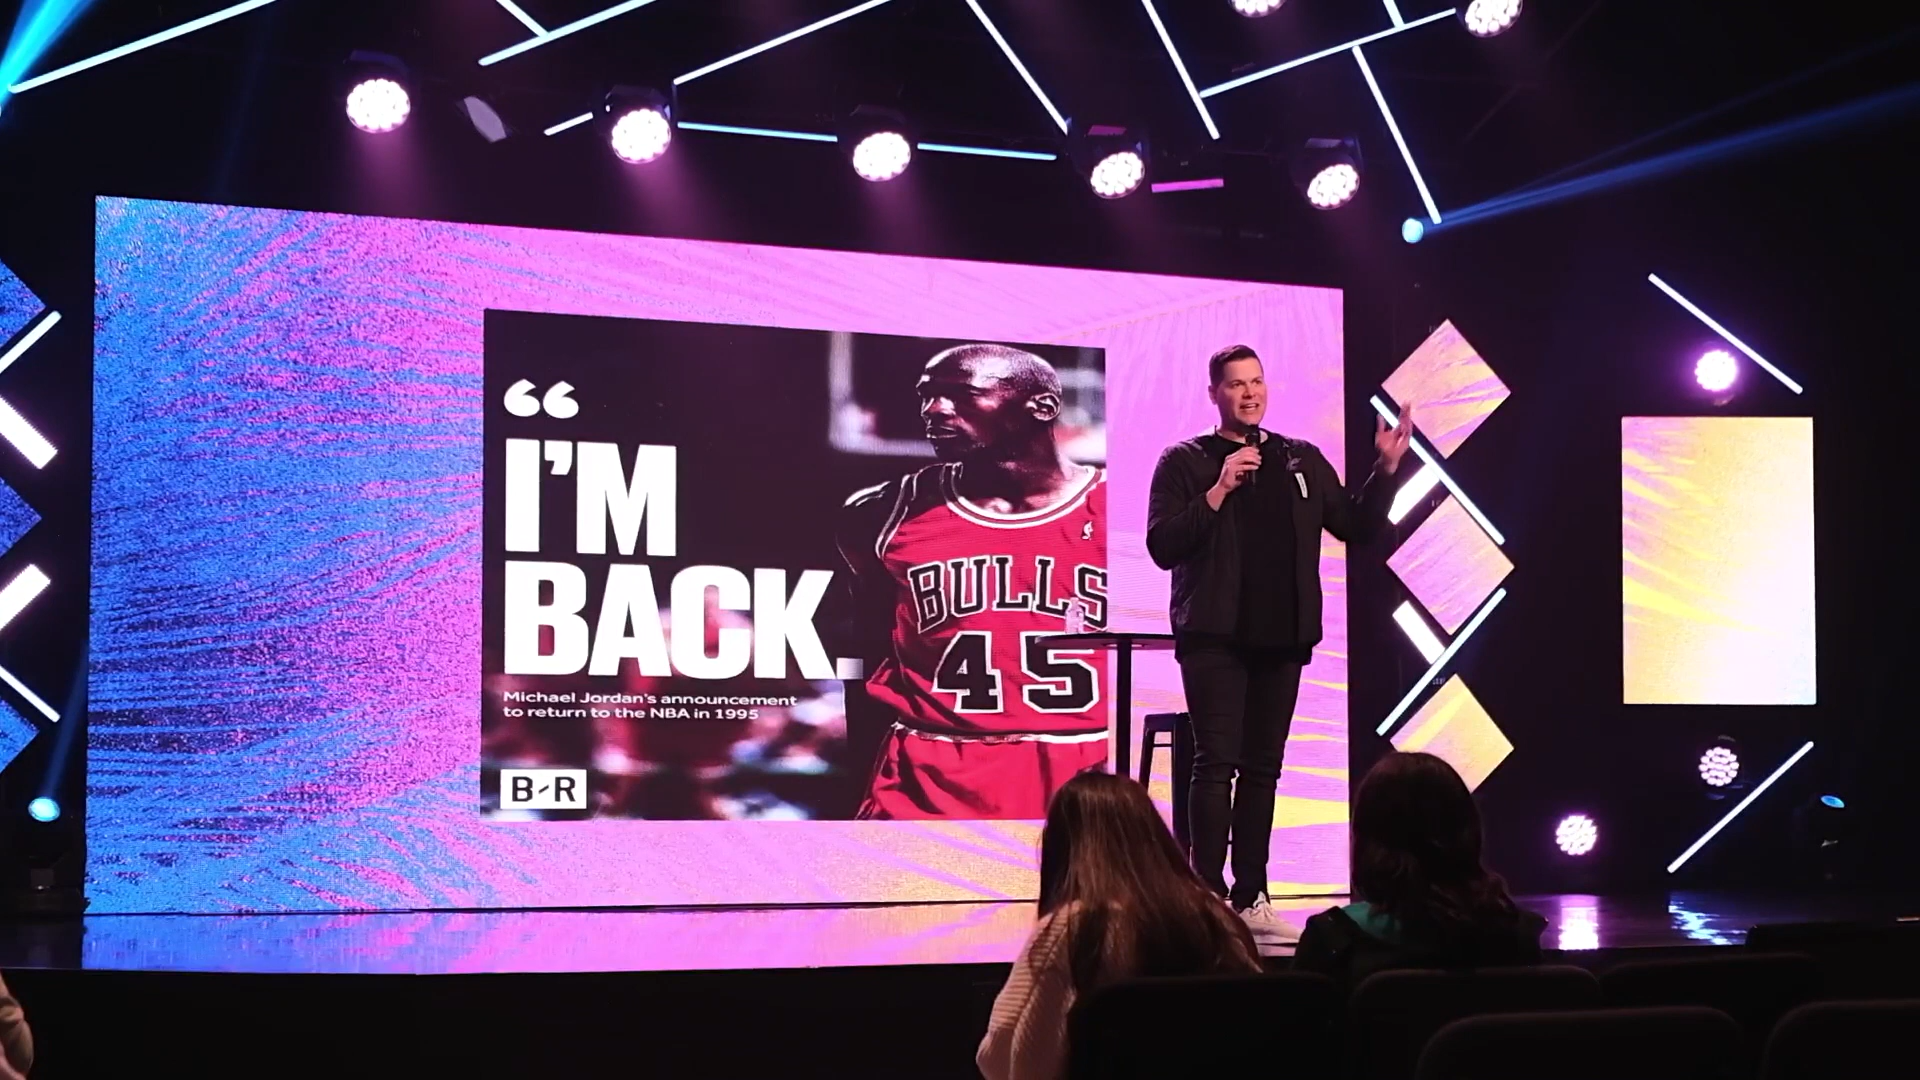 “
I’M
BACK.
Michael Jordan's announcement
to return to the NBA in 1995
B/R
BULLS
45